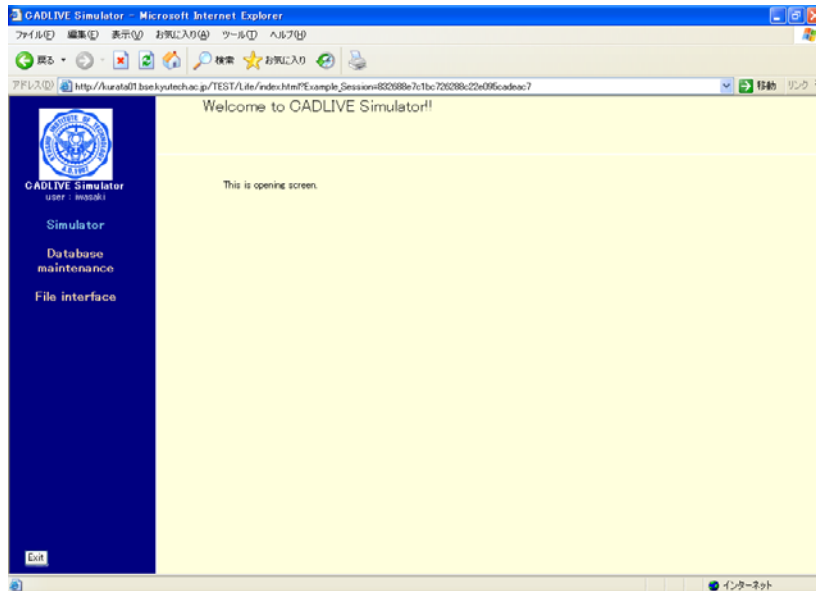 CADLIVE Simulator - Microsoft Internet Explorer
ファイル(F) 編集(E) 表示(V) お気に入り(A) ツール(T) ヘルプ(H)
戻る 検索 お気に入り
アドレス(D) http://kurata01.bse.kyutech.ac.jp/TEST/Life/index.html?Example_Session=832688e7c1bc726288c22e095cadeac7 移動 リンク
Welcome to CADLIVE Simulator!!
INSTITUTE OF
CADLIVE Simulator
user : iwasaki
This is opening screen.
Simulator
Database
maintenance
File interface
Exit
インターネット